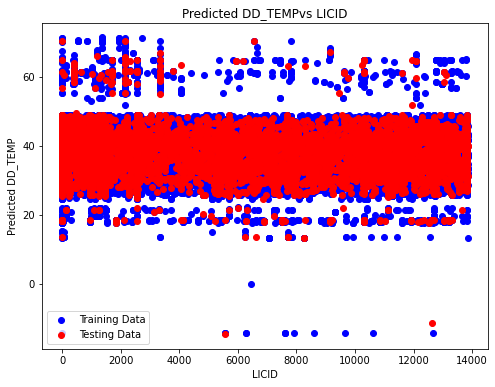 Predicted DD_TEMPvs LICID
Predicted DD_TEMP
60
40
20
0
Training Data
Testing Data
0 2000 4000 6000 8000 10000 12000 14000
LICID